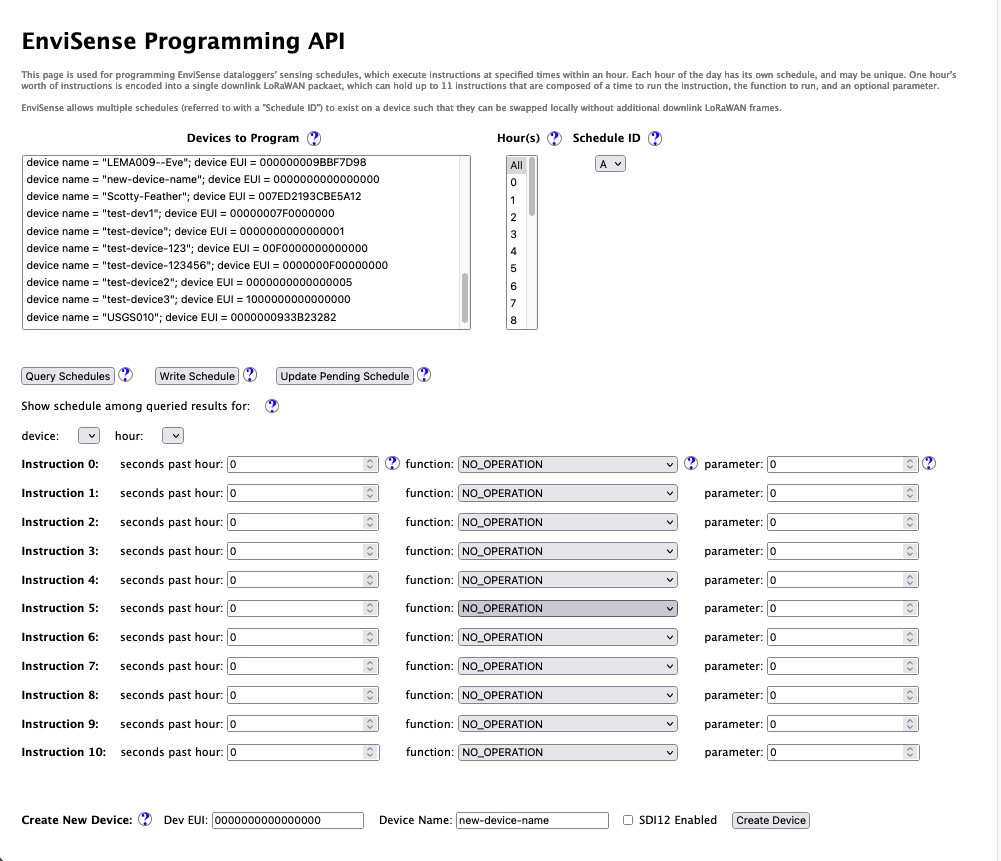 EnviSense Programming API
This page is used for programming EnviSense dataloggers' sensing schedules, which execute instructions at specified times within an hour. Each hour of the day has its own schedule, and may be unique. One hour's
worth of instructions is encoded into a single downlink LoRaWAN packaet, which can hold up to 11 instructions that are composed of a time to run the instruction, the function to run, and an optional parameter.
EnviSense allows multiple schedules (referred to with a "Schedule ID") to exist on a device such that they can be swapped locally without additional downlink LoRaWAN frames.
Devices to Program ? Hour(s) ? Schedule ID ?
device name = "LEMA009--Eve"; device EUI = 000000009BBF7D98
device name = "new-device-name"; device EUI = 0000000000000000
device name = "Scotty-Feather"; device EUI = 007ED2193CBE5A12
device name = "test-dev1"; device EUI = 00000007F0000000
device name = "test-device"; device EUI = 0000000000000001
device name = "test-device-123"; device EUI = 00F0000000000000
device name = "test-device-123456"; device EUI = 0000000F00000000
device name = "test-device2"; device EUI = 0000000000000005
device name = "test-device3"; device EUI = 1000000000000000
device name = "USGS010"; device EUI = 0000000933B23282
All
0
1
2
3
4
5
6
7
8
A
Query Schedules ? Write Schedule ? Update Pending Schedule ?
Show schedule among queried results for: ?
device: hour:
Instruction 0: seconds past hour: 0 ? function: NO_OPERATION ? parameter: 0 ?
Instruction 1: seconds past hour: 0 function: NO_OPERATION parameter: 0
Instruction 2: seconds past hour: 0 function: NO_OPERATION parameter: 0
Instruction 3: seconds past hour: 0 function: NO_OPERATION parameter: 0
Instruction 4: seconds past hour: 0 function: NO_OPERATION parameter: 0
Instruction 5: seconds past hour: 0 function: NO_OPERATION parameter: 0
Instruction 6: seconds past hour: 0 function: NO_OPERATION parameter: 0
Instruction 7: seconds past hour: 0 function: NO_OPERATION parameter: 0
Instruction 8: seconds past hour: 0 function: NO_OPERATION parameter: 0
Instruction 9: seconds past hour: 0 function: NO_OPERATION parameter: 0
Instruction 10: seconds past hour: 0 function: NO_OPERATION parameter: 0
Create New Device: ? Dev EUI: 0000000000000000 Device Name: new-device-name SDI12 Enabled Create Device